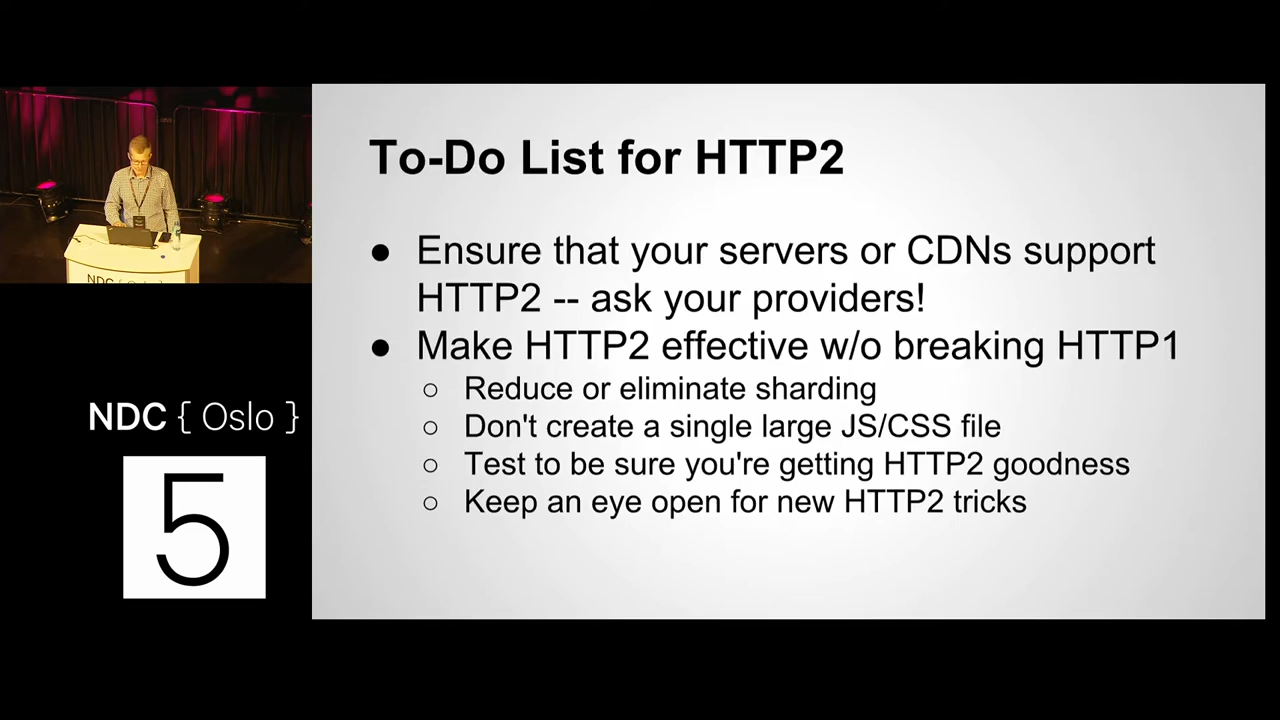 To-Do List for HTTP2
● Ensure that your servers or CDNs support
HTTP2 -- ask your providers!
● Make HTTP2 effective w/o breaking HTTP1
○ Reduce or eliminate sharding
○ Don't create a single large JS/CSS file
○ Test to be sure you're getting HTTP2 goodness
○ Keep an eye open for new HTTP2 tricks
NDC { Oslo }
NDC { Oslo }
5